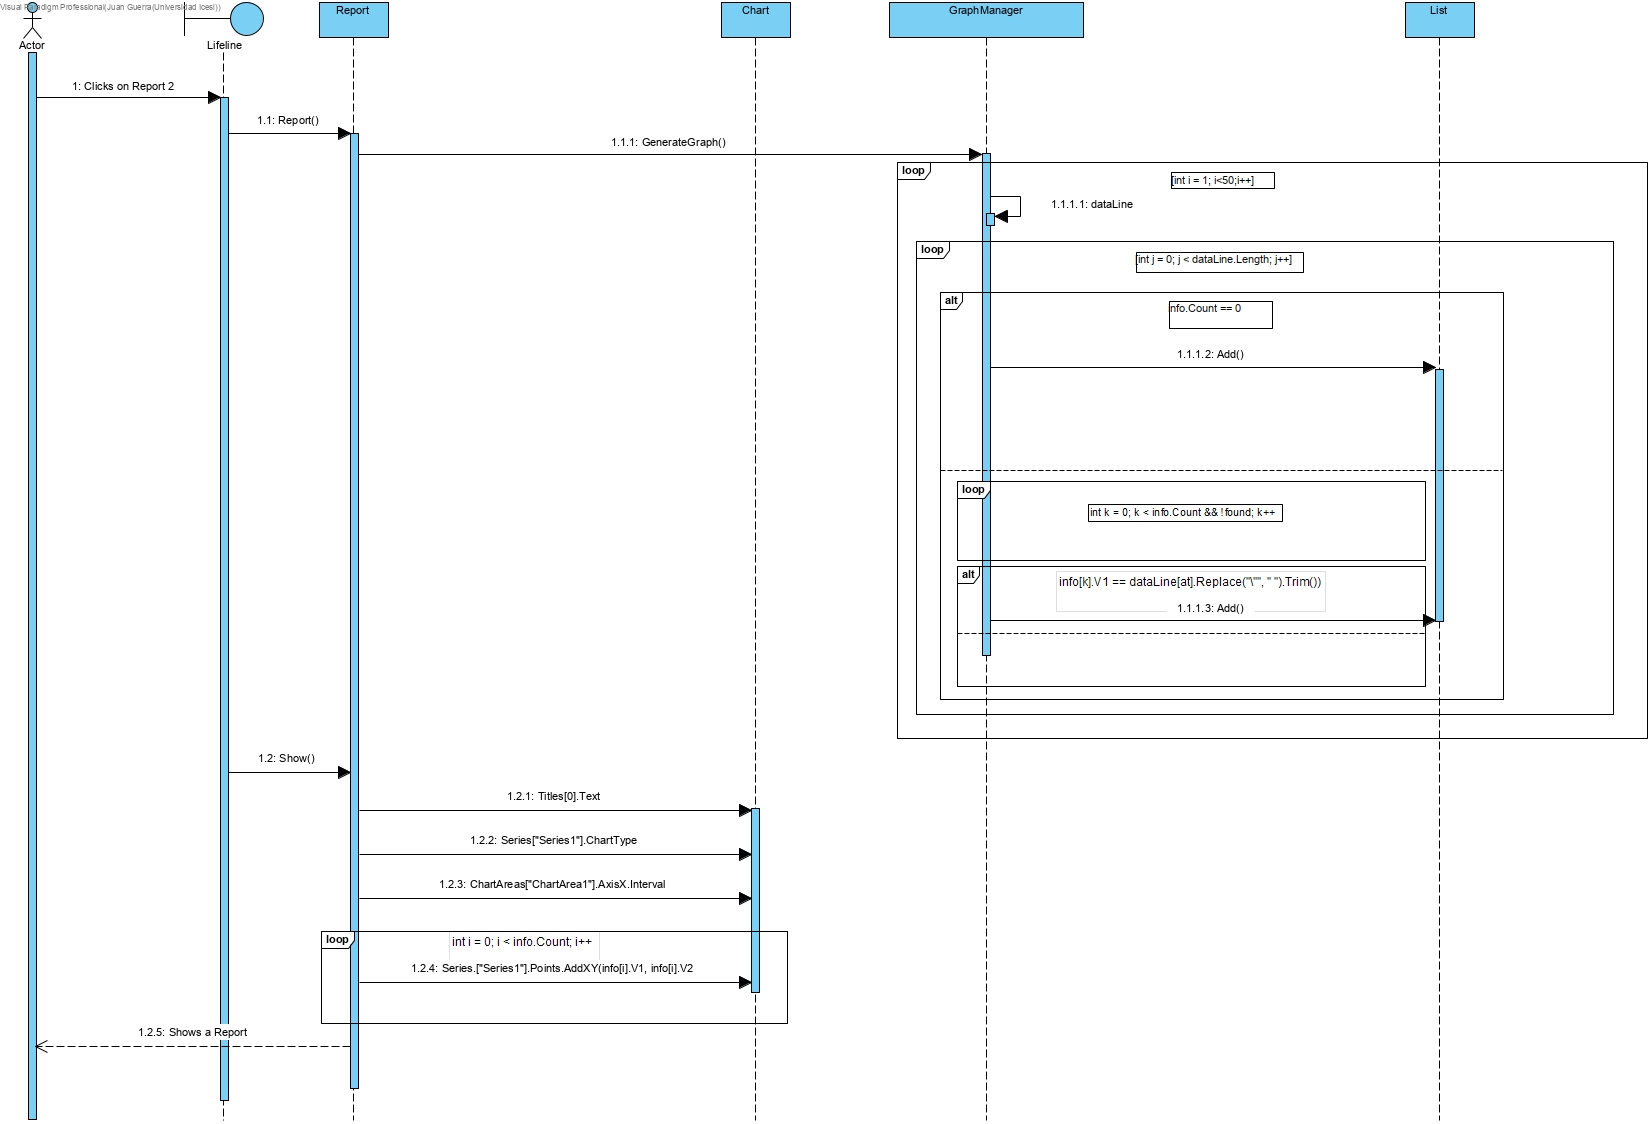 Visual Paradigm Professional(Juan Guerra(Universidad Icesi))
Report
Chart
GraphManager
List
Actor
Lifeline
1: Clicks on Report 2
1.1: Report()
1.1.1: GenerateGraph()
loop
[int i = 1; i<50;i++]
1.1.1.1: dataLine
loop
[int j = 0; j < dataLine.Length; j++]
alt
info.Count == 0
1.1.1.2: Add()
loop
int k = 0; k < info.Count && !found; k++
alt
info[k].V1 == dataLine[at].Replace("\"", " ").Trim())
1.1.1.3: Add()
1.2: Show()
1.2.1: Titles[0].Text
1.2.2: Series["Series1"].ChartType
1.2.3: ChartAreas["ChartArea1"].AxisX.Interval
loop
int i = 0; i < info.Count; i++
1.2.4: Series.["Series1"].Points.AddXY(info[i].V1, info[i].V2
1.2.5: Shows a Report